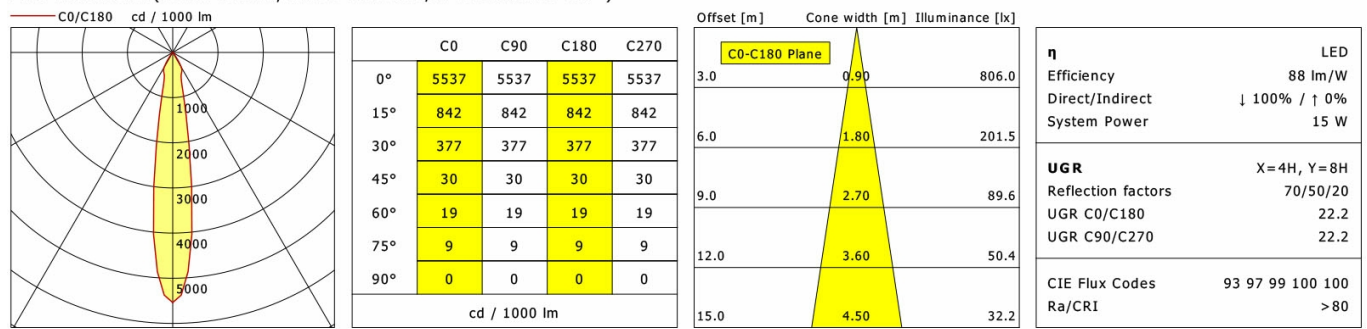 C0/C180 cd / 1000 lm
1000
2000
3000
4000
5000
C0 C90 C180 C270
0° 5537 5537 5537 5537
15° 842 842 842 842
30° 377 377 377 377
45° 30 30 30 30
60° 19 19 19 19
75° 9 9 9 9
90° 0 0 0 0
cd / 1000 lm
Offset [m] Cone width [m] Illuminance [lx]
C0-C180 Plane
3.0 0.90 806.0
6.0 1.80 201.5
9.0 2.70 89.6
12.0 3.60 50.4
15.0 4.50 32.2
η LED
Efficiency 88 lm/W
Direct/Indirect ↓ 100% / ↑ 0%
System Power 15 W
UGR X=4H, Y=8H
Reflection factors 70/50/20
UGR C0/C180 22.2
UGR C90/C270 22.2
CIE Flux Codes 93 97 99 100 100
Ra/CRI >80